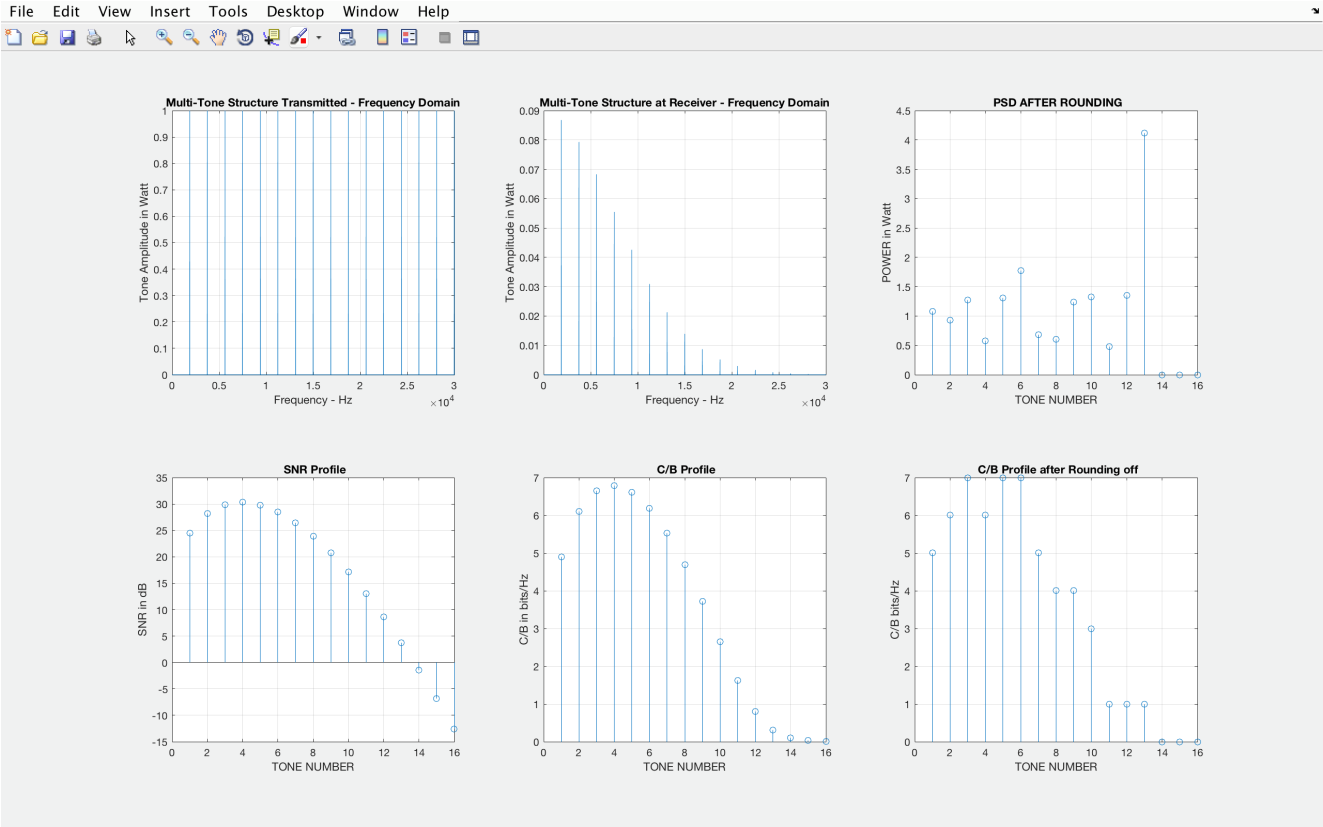 File Edit View Insert Tools Desktop Window Help
Multi-Tone Structure Transmitted - Frequency Domain
1
0.9
0.8
0.7
0.6
0.5
0.4
0.3
0.2
0.1
0
Tone Amplitude in Watt
0 0.5 1 1.5 2 2.5 3
Frequency - Hz
×10^4
Multi-Tone Structure at Receiver - Frequency Domain
0.09
0.08
0.07
0.06
0.05
0.04
0.03
0.02
0.01
0
Tone Amplitude in Watt
0 0.5 1 1.5 2 2.5 3
Frequency - Hz
×10^4
PSD AFTER ROUNDING
4.5
4
3.5
3
2.5
2
1.5
1
0.5
0
POWER in Watt
0 2 4 6 8 10 12 14 16
TONE NUMBER
SNR Profile
35
30
25
20
15
10
5
0
-5
-10
-15
SNR in dB
0 2 4 6 8 10 12 14 16
TONE NUMBER
C/B Profile
7
6
5
4
3
2
1
0
C/B in bits/Hz
0 2 4 6 8 10 12 14 16
TONE NUMBER
C/B Profile after Rounding off
7
6
5
4
3
2
1
0
C/B bits/Hz
0 2 4 6 8 10 12 14 16
TONE NUMBER